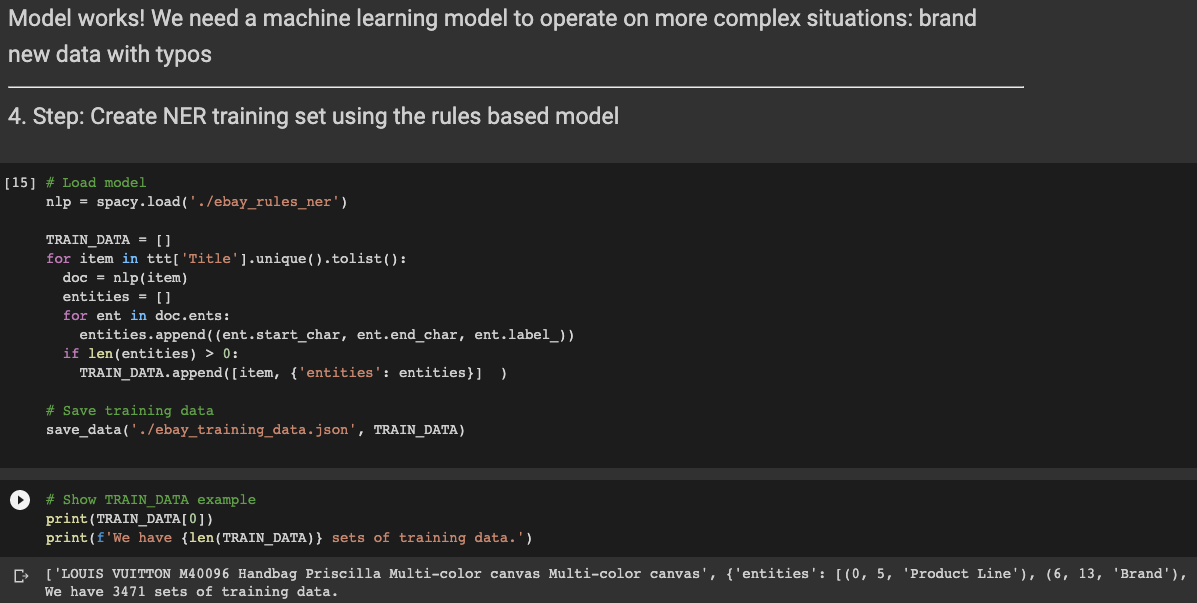 Model works! We need a machine learning model to operate on more complex situations: brand
new data with typos
4. Step: Create NER training set using the rules based model
[15] # Load model
nlp = spacy.load('./ebay_rules_ner')
TRAIN_DATA = []
for item in ttt['Title'].unique().tolist():
  doc = nlp(item)
  entities = []
  for ent in doc.ents:
    entities.append((ent.start_char, ent.end_char, ent.label_))
  if len(entities) > 0:
    TRAIN_DATA.append([item, {'entities': entities}]  )
# Save training data
save_data('./ebay_training_data.json', TRAIN_DATA)
# Show TRAIN_DATA example
print(TRAIN_DATA[0])
print(f'We have {len(TRAIN_DATA)} sets of training data.')
['LOUIS VUITTON M40096 Handbag Priscilla Multi-color canvas Multi-color canvas', {'entities': [(0, 5, 'Product Line'), (6, 13, 'Brand'),
We have 3471 sets of training data.